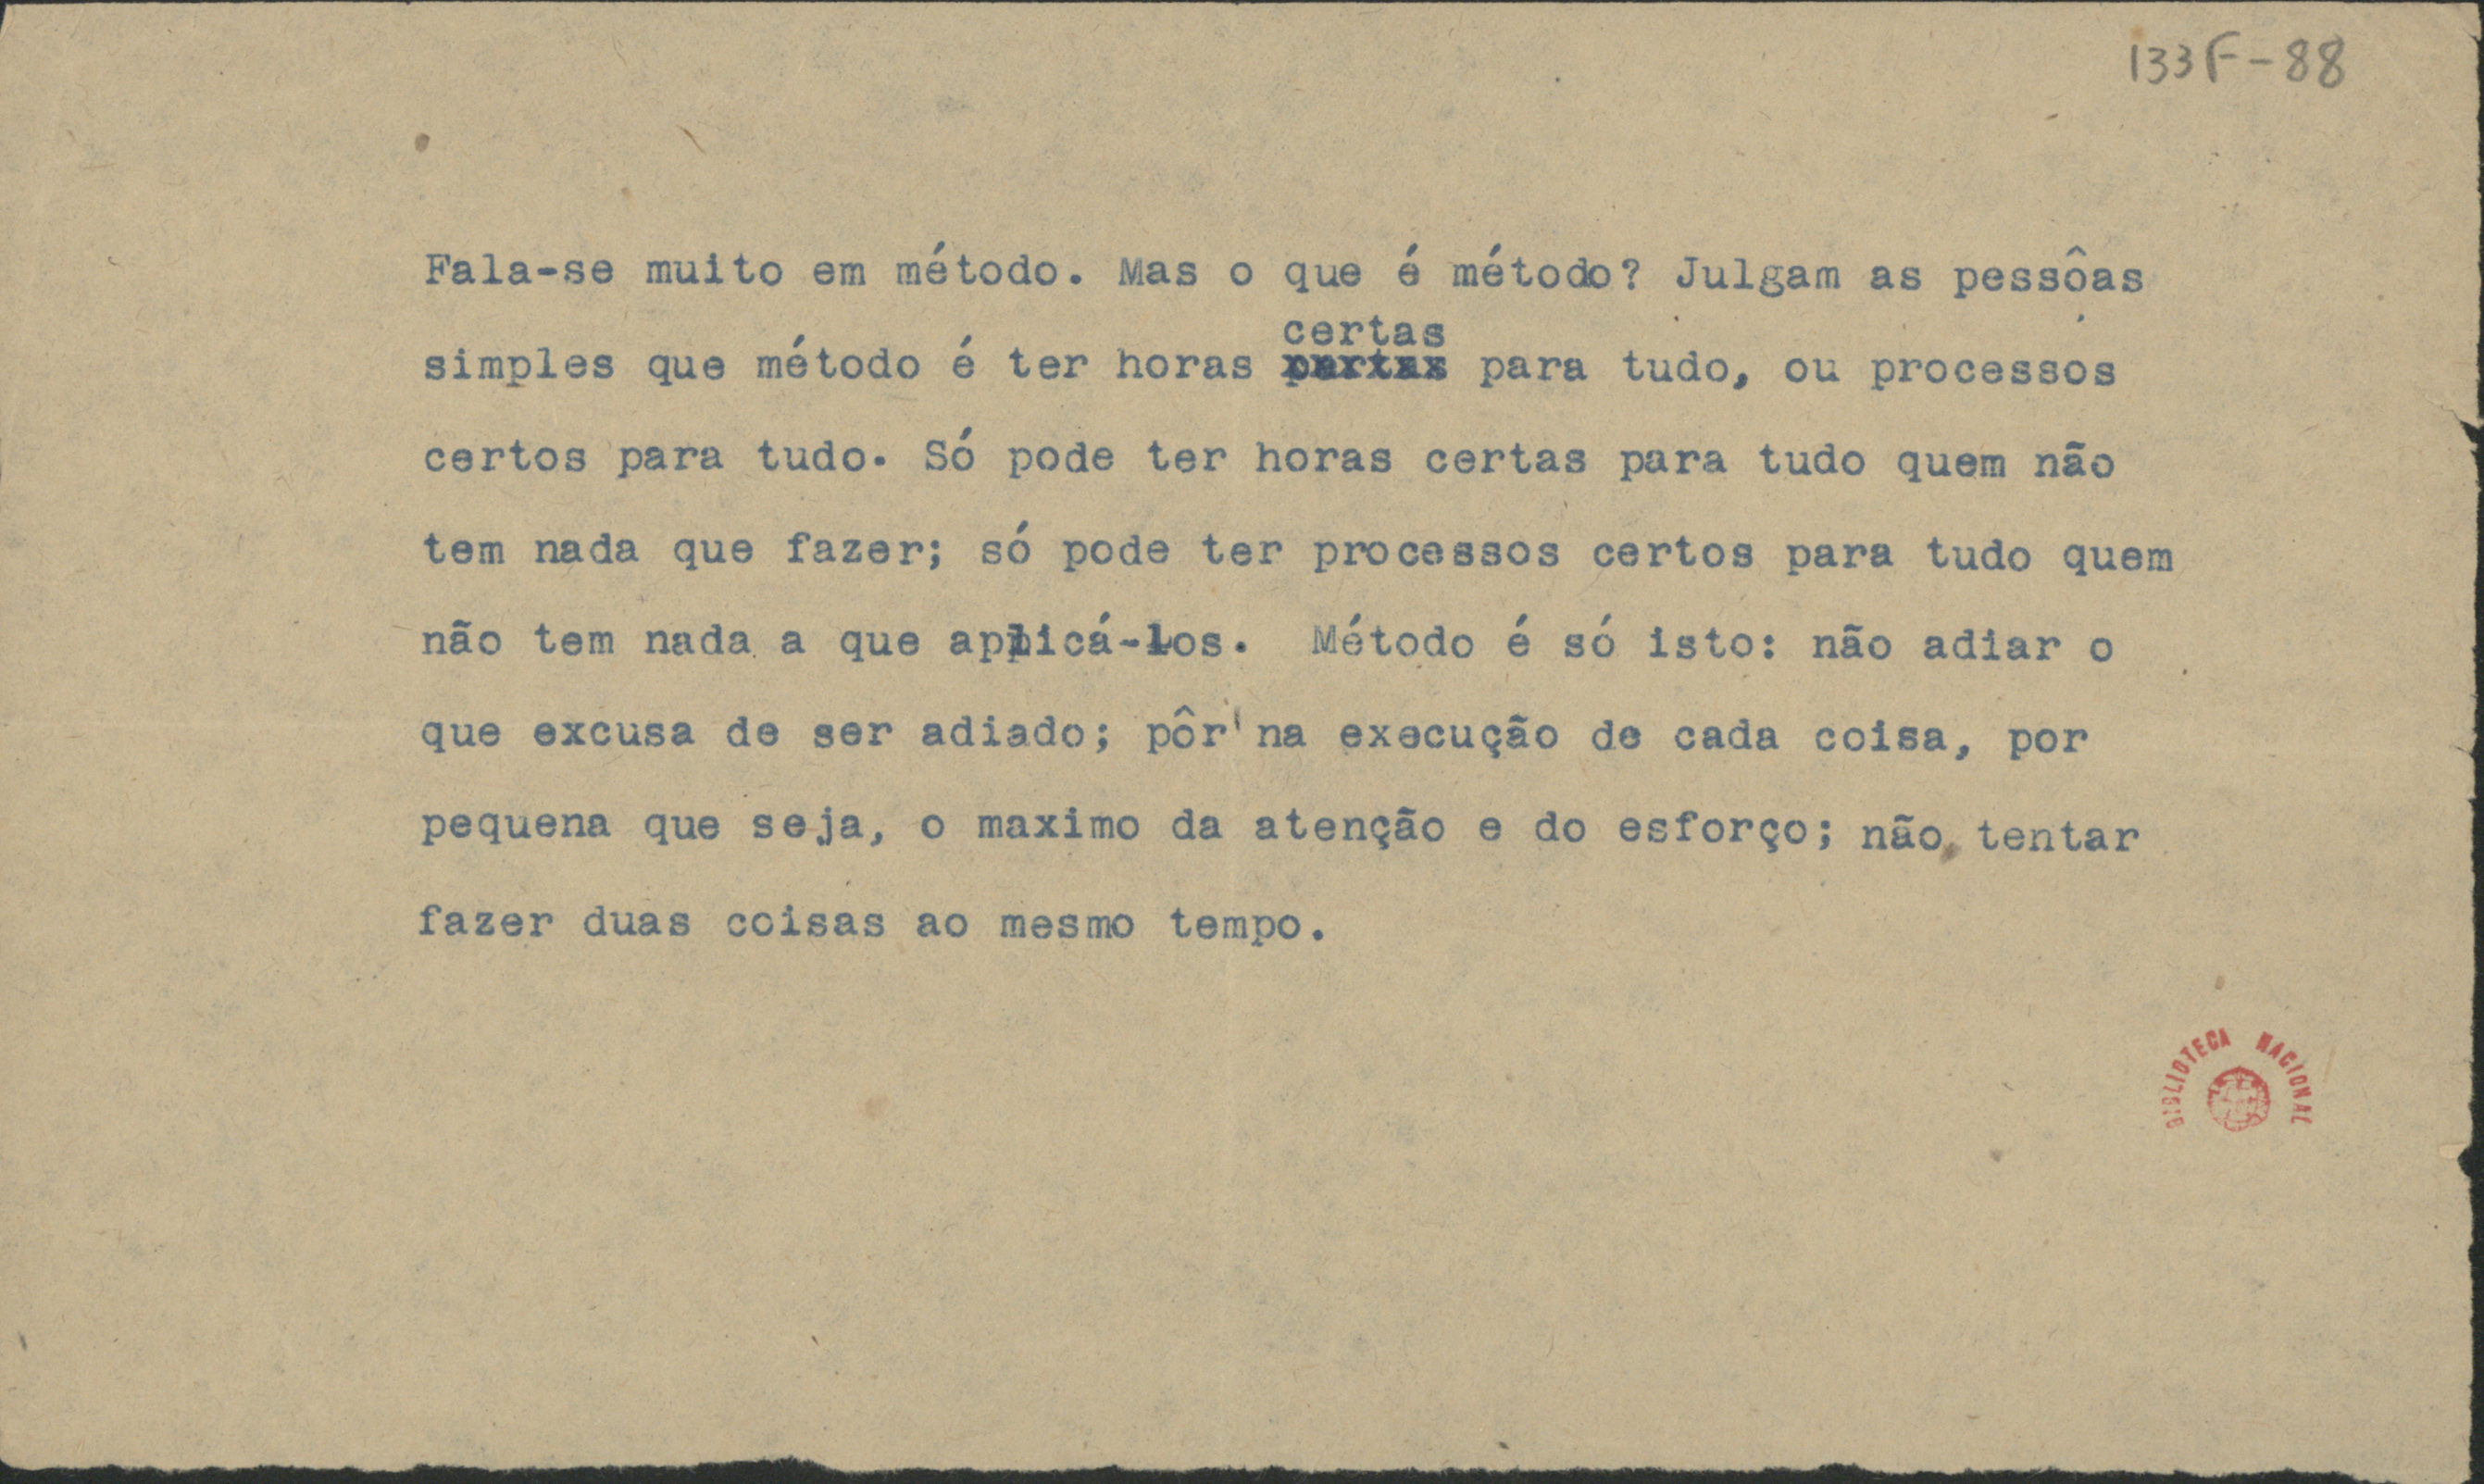 133F-88
Fala-se muito em método. Mas o que é método? Julgam as pessôas
certas
simples que método é ter horas para tudo, ou processos
certos para tudo. Só pode ter horas certas para tudo quem não
tem nada que fazer; só pode ter processos certos para tudo quem
não tem nada a que aplicá-los. Método é só isto: não adiar o
que excusa de ser adiado; pôr na execução de cada coisa, por
pequena que seja, o maximo da atenção e do esforço; não tentar
fazer duas coisas ao mesmo tempo.
BIBLIOTECA NACIONAL